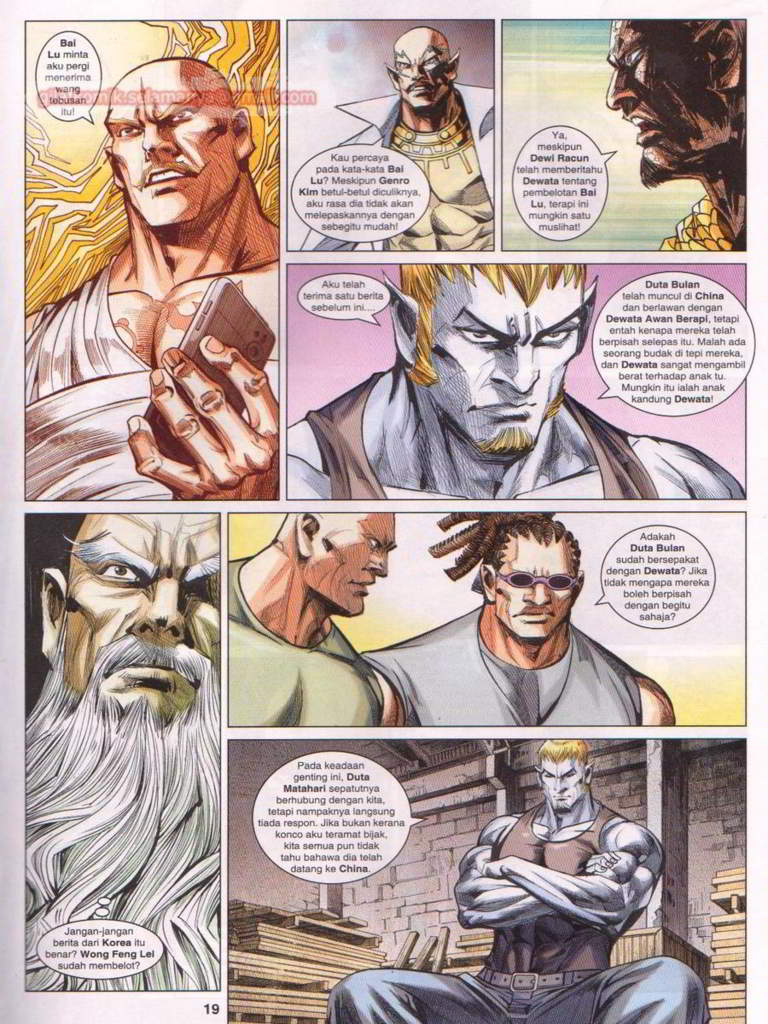 Bai
Lu minta
aku pergi
menerima
wang
tebusan
itu!
Kau percaya
pada kata-kata Bai
Lu? Meskipun Genro
Kim betul-betul diculiknya,
aku rasa dia tidak akan
melepaskannya dengan
sebegitu mudah!
Ya,
meskipun
Dewi Racun
telah memberitahu
Dewata tentang
pembelotan Bai
Lu, terapi ini
mungkin satu
muslihat!
Aku telah
terima satu berita
sebelum ini....
Duta Bulan
telah muncul di China
dan berlawan dengan
Dewata Awan Berapi, tetapi
entah kenapa mereka telah
berpisah selepas itu. Malah ada
seorang budak di tepi mereka,
dan Dewata sangat mengambil
berat terhadap anak tu.
Mungkin itu ialah anak
kandung Dewata!
Jangan-jangan
berita dari Korea itu
benar? Wong Feng Lei
sudah membelot?
Adakah
Duta Bulan
sudah bersepakat
dengan Dewata? Jika
tidak mengapa mereka
boleh berpisah
dengan begitu
sahaja?
Pada keadaan
genting ini, Duta
Matahari sepatutnya
berhubung dengan kita,
tetapi nampaknya langsung
tiada respon. Jika bukan kerana
konco aku teramat bijak,
kita semua pun tidak
tahu bahawa dia telah
datang ke China.
19